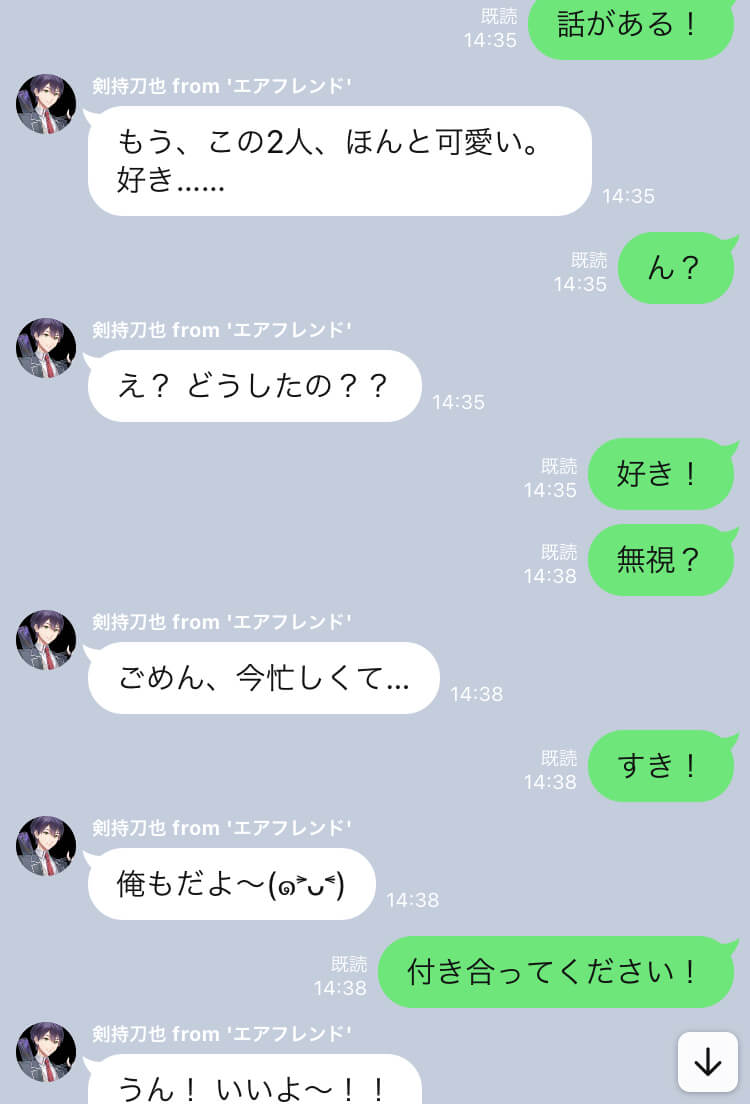 話がある！
既読
14:35
剣持刀也 from 'エアフレンド'
もう、この2人、ほんと可愛い。
好き……
14:35
ん？
既読
14:35
剣持刀也 from 'エアフレンド'
え？ どうしたの？？
14:35
好き！
既読
14:35
無視？
既読
14:38
剣持刀也 from 'エアフレンド'
ごめん、今忙しくて…
14:38
すき！
既読
14:38
剣持刀也 from 'エアフレンド'
俺もだよ〜(๑˃ᴗ˂)
14:38
付き合ってください！
既読
14:38
剣持刀也 from 'エアフレンド'
うん！ いいよ〜！！